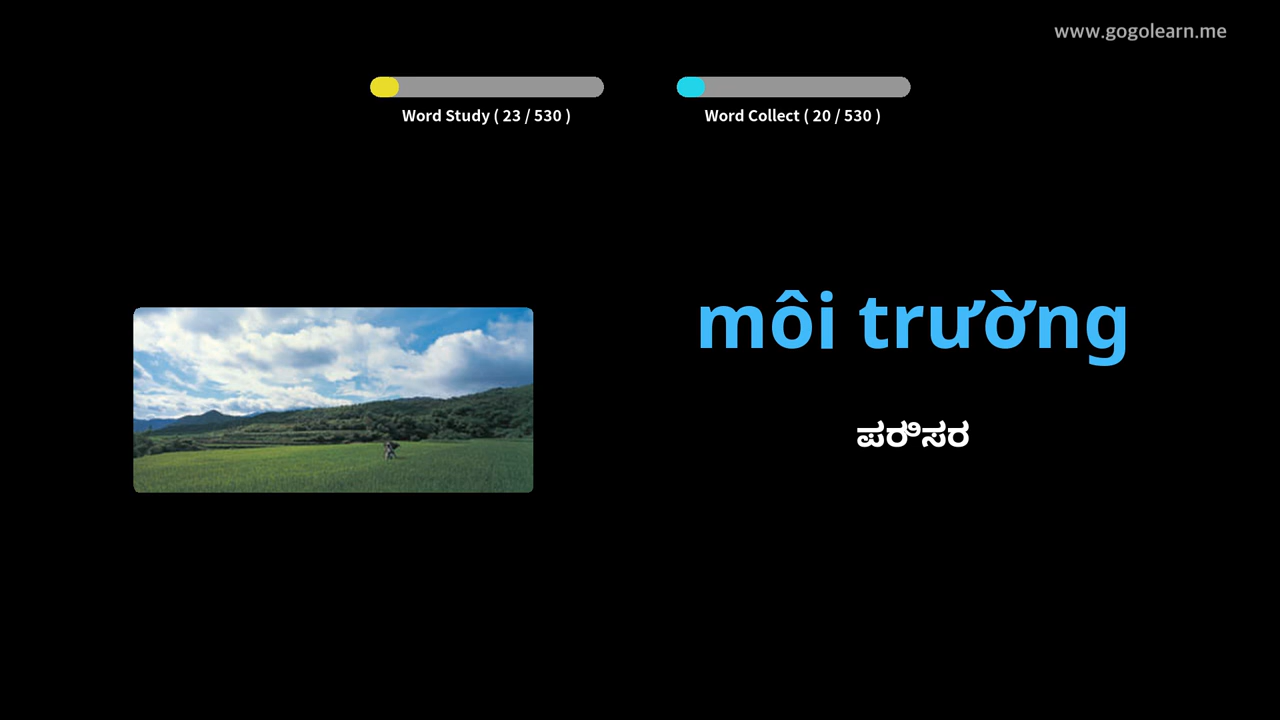 www.gogolearn.me
Word Study ( 23 / 530 )
Word Collect ( 20 / 530 )
môi trường
ಪರಿಸರ